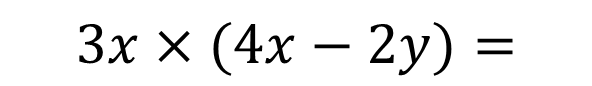 3𝑥 × (4𝑥 − 2𝑦) =